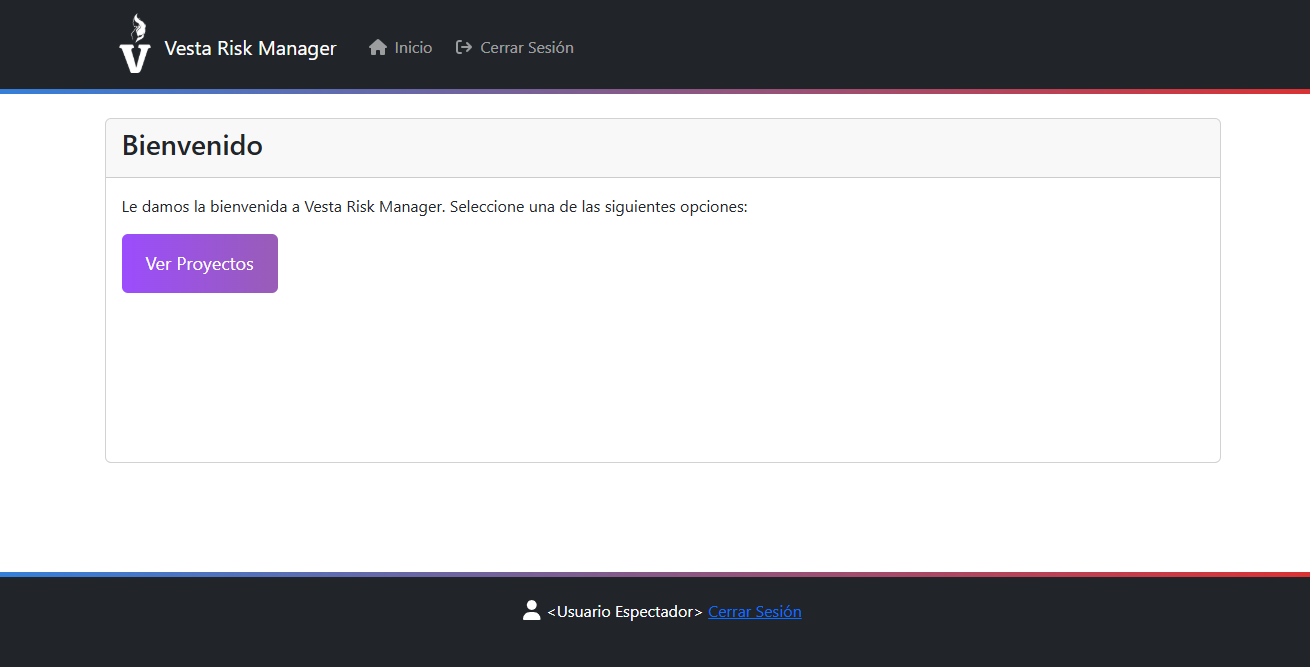 Vesta Risk Manager Inicio Cerrar Sesión
Bienvenido
Le damos la bienvenida a Vesta Risk Manager. Seleccione una de las siguientes opciones:
Ver Proyectos
<Usuario Espectador> Cerrar Sesión